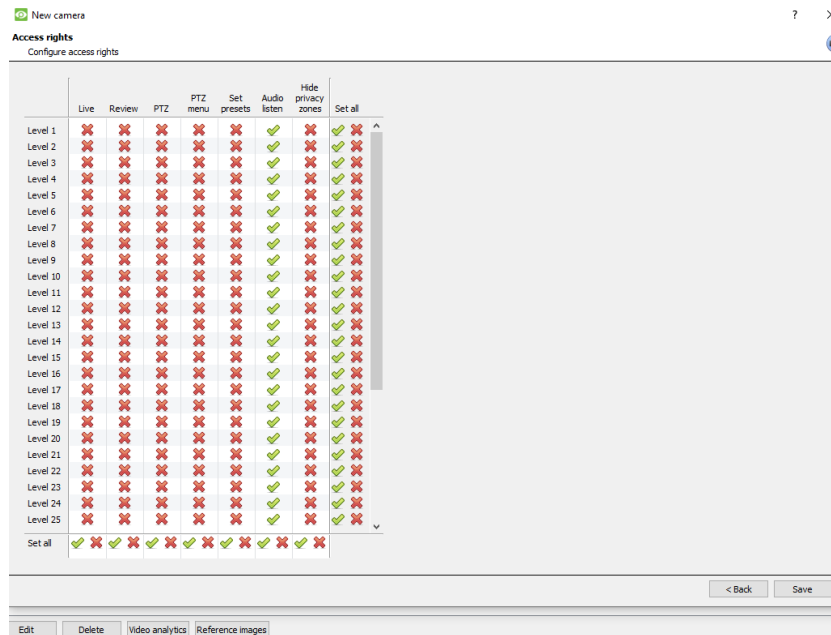 New camera
?
Access rights
Configure access rights
Live Review PTZ PTZ menu Set presets Audio listen Hide privacy zones Set all
Level 1
Level 2
Level 3
Level 4
Level 5
Level 6
Level 7
Level 8
Level 9
Level 10
Level 11
Level 12
Level 13
Level 14
Level 15
Level 16
Level 17
Level 18
Level 19
Level 20
Level 21
Level 22
Level 23
Level 24
Level 25
Set all
< Back Save
Edit Delete Video analytics Reference images